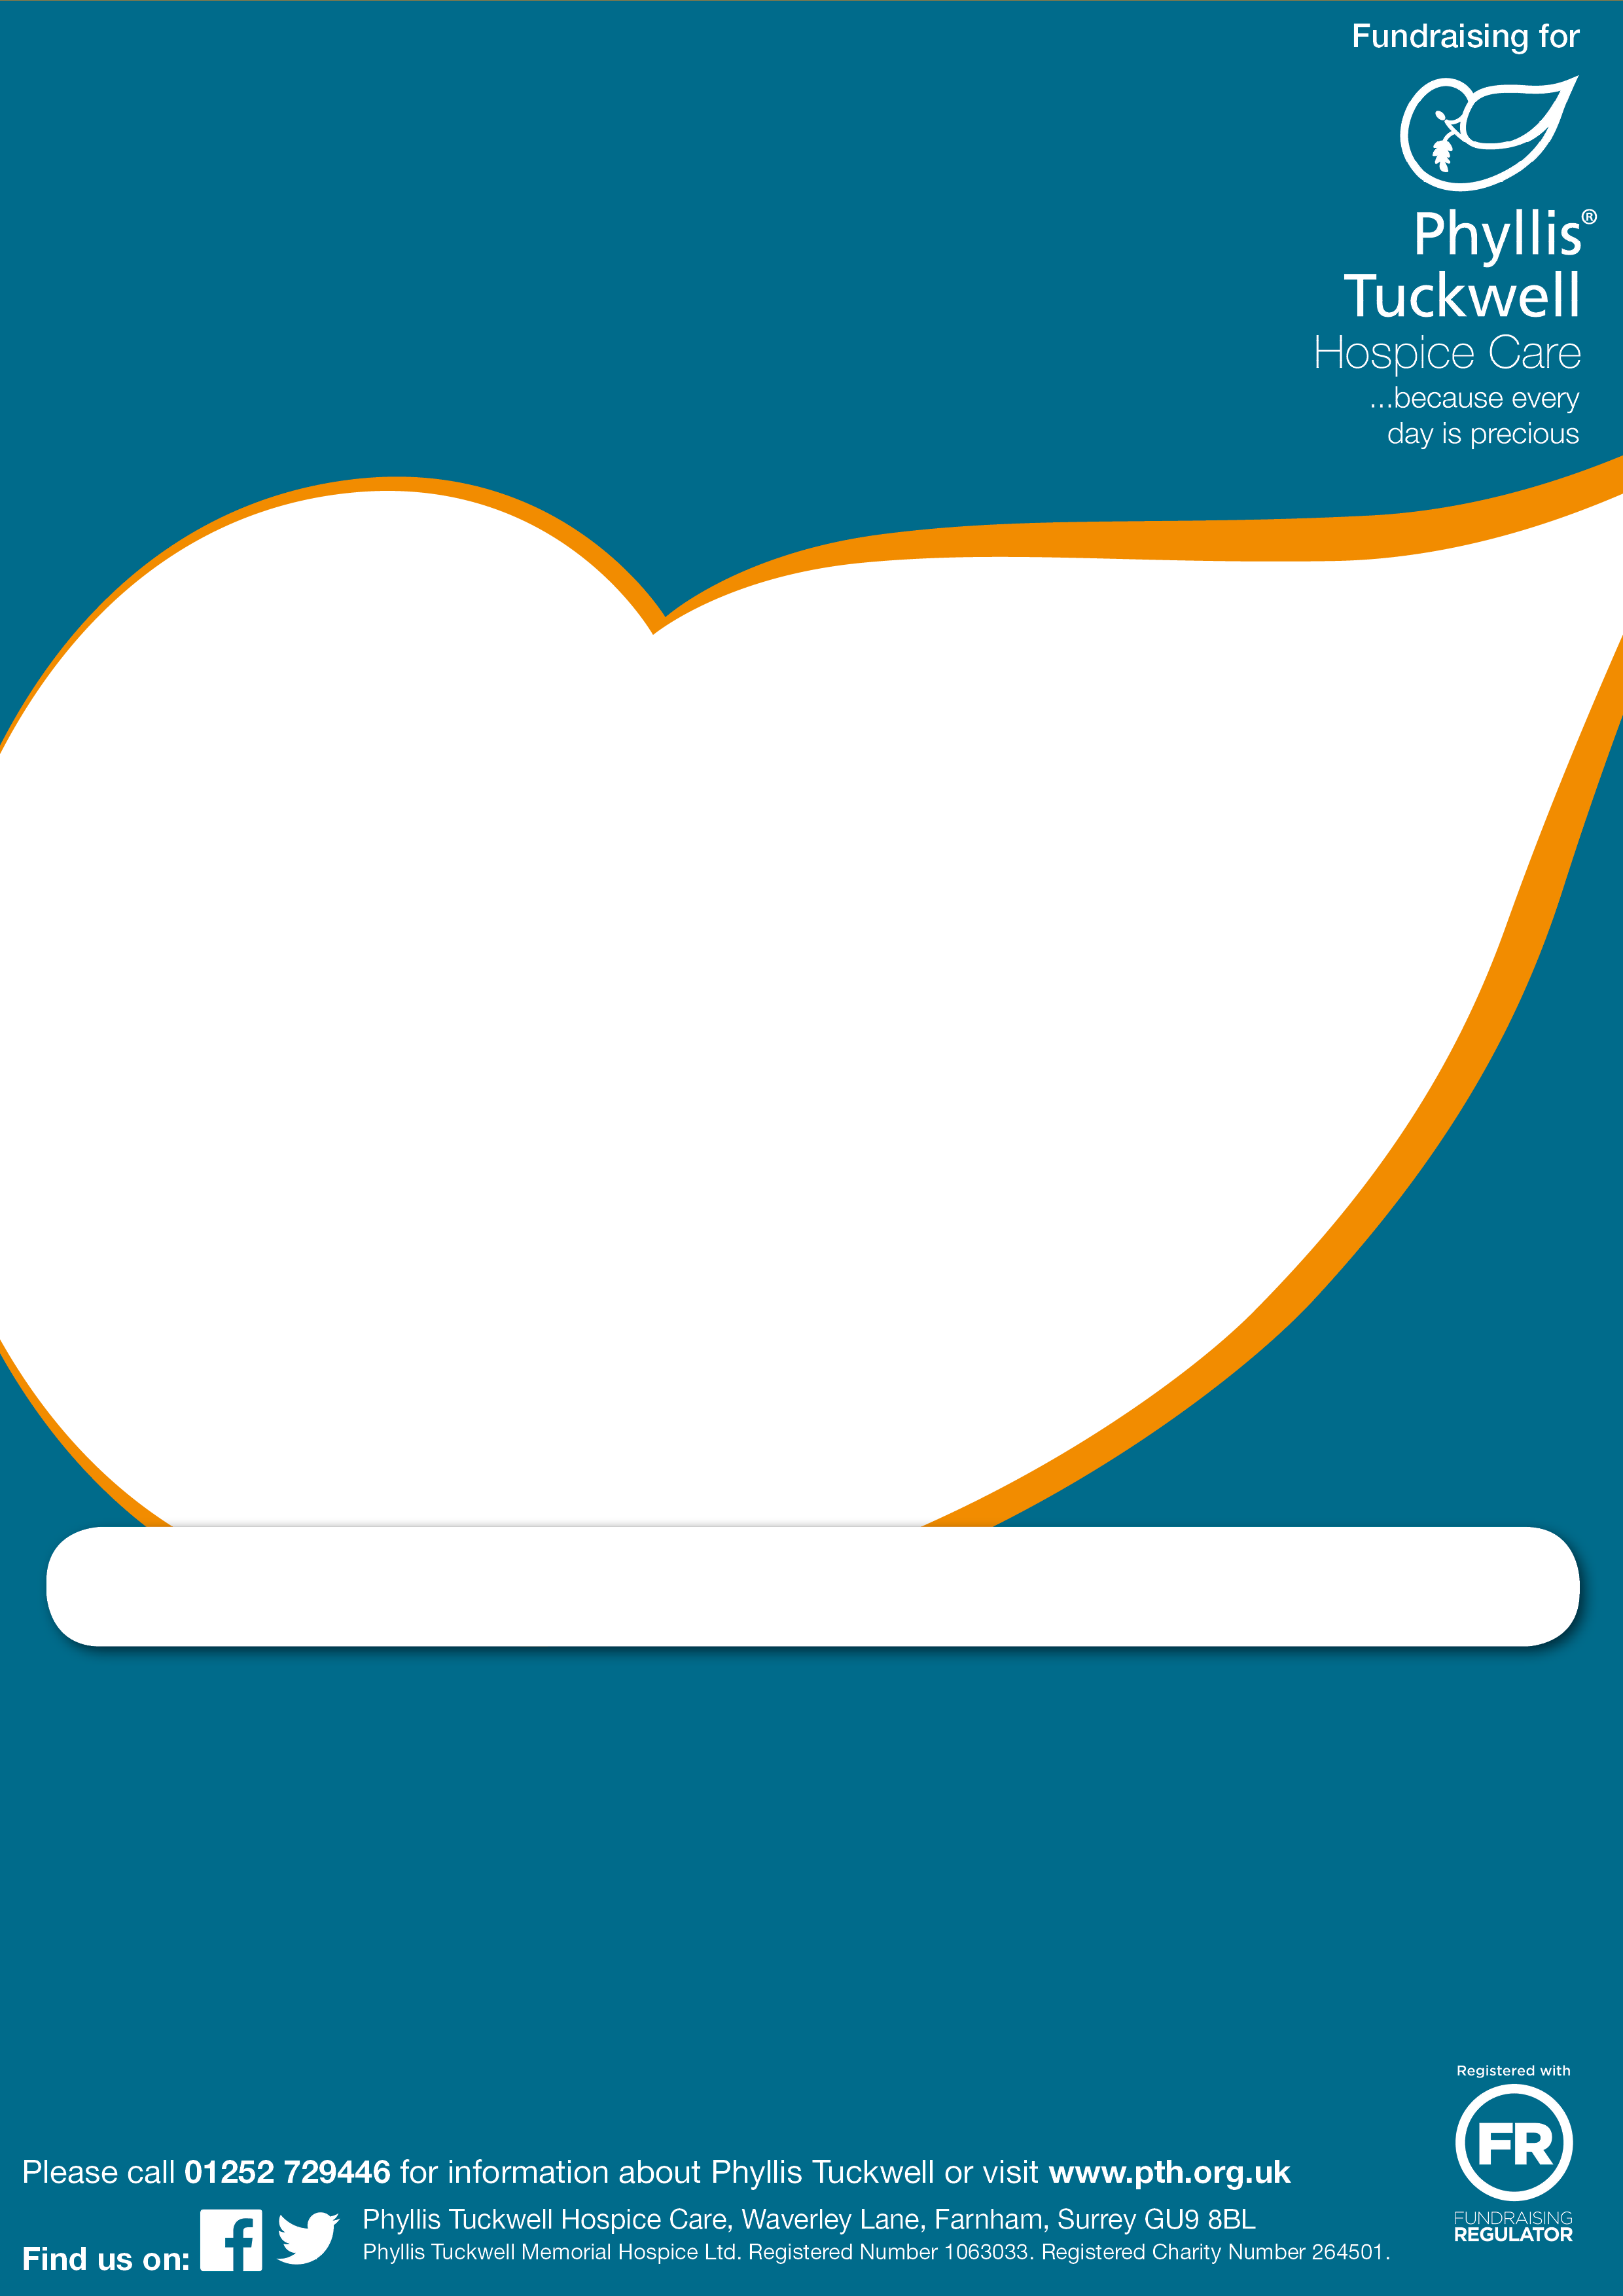 Fundraising for
Phyllis®
Tuckwell
Hospice Care
...because every
day is precious
Registered with
FR
FUNDRAISING
REGULATOR
Please call 01252 729446 for information about Phyllis Tuckwell or visit www.pth.org.uk
Phyllis Tuckwell Hospice Care, Waverley Lane, Farnham, Surrey GU9 8BL
Find us on:
Phyllis Tuckwell Memorial Hospice Ltd. Registered Number 1063033. Registered Charity Number 264501.